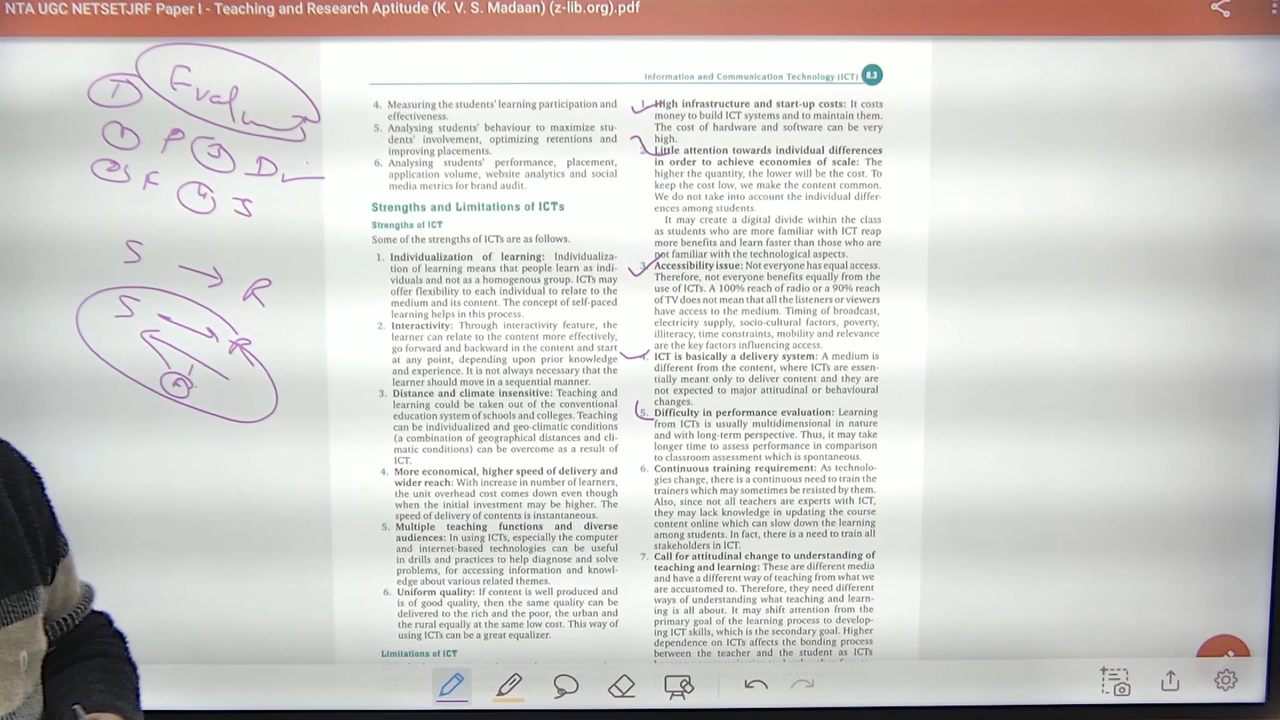 NTA UGC NETSETJRF Paper I - Teaching and Research Aptitude (K. V. S. Madaan) (z-lib.org).pdf
Evaluat
1
1 P 3 D
2 F 4 S
S → R
S → R
Information and Communication Technology (ICT) 8.3
4. Measuring the students' learning participation and
effectiveness.
5. Analysing students' behaviour to maximize stu-
dents' involvement, optimizing retentions and
improving placements.
6. Analysing students' performance, placement,
application volume, website analytics and social
media metrics for brand audit.
Strengths and Limitations of ICTs
Strengths of ICT
Some of the strengths of ICTs are as follows.
1. Individualization of learning: Individualiza-
tion of learning means that people learn as indi-
viduals and not as a homogenous group. ICTs may
offer flexibility to each individual to relate to the
medium and its content. The concept of self-paced
learning helps in this process.
2. Interactivity: Through interactivity feature, the
learner can relate to the content more effectively,
go forward and backward in the content and start
at any point, depending upon prior knowledge
and experience. It is not always necessary that the
learner should move in a sequential manner.
3. Distance and climate insensitive: Teaching and
learning could be taken out of the conventional
education system of schools and colleges. Teaching
can be individualized and geo-climatic conditions
(a combination of geographical distances and cli-
matic conditions) can be overcome as a result of
ICT.
4. More economical, higher speed of delivery and
wider reach: With increase in number of learners,
the unit overhead cost comes down even though
when the initial investment may be higher. The
speed of delivery of contents is instantaneous.
5. Multiple teaching functions and diverse
audiences: In using ICTs, especially the computer
and internet-based technologies can be useful
in drills and practices to help diagnose and solve
problems, for accessing information and knowl-
edge about various related themes.
6. Uniform quality: If content is well produced and
is of good quality, then the same quality can be
delivered to the rich and the poor, the urban and
the rural equally at the same low cost. This way of
using ICTs can be a great equalizer.
Limitations of ICT
1. High infrastructure and start-up costs: It costs
money to build ICT systems and to maintain them.
The cost of hardware and software can be very
high.
2. Little attention towards individual differences
in order to achieve economies of scale: The
higher the quantity, the lower will be the cost. To
keep the cost low, we make the content common.
We do not take into account the individual differ-
ences among students.
It may create a digital divide within the class
as students who are more familiar with ICT reap
more benefits and learn faster than those who are
not familiar with the technological aspects.
3. Accessibility issue: Not everyone has equal access.
Therefore, not everyone benefits equally from the
use of ICTs. A 100% reach of radio or a 90% reach
of TV does not mean that all the listeners or viewers
have access to the medium. Timing of broadcast,
electricity supply, socio-cultural factors, poverty,
illiteracy, time constraints, mobility and relevance
are the key factors influencing access.
4. ICT is basically a delivery system: A medium is
different from the content, where ICTs are essen-
tially meant only to deliver content and they are
not expected to major attitudinal or behavioural
changes.
5. Difficulty in performance evaluation: Learning
from ICTs is usually multidimensional in nature
and with long-term perspective. Thus, it may take
longer time to assess performance in comparison
to classroom assessment which is spontaneous.
6. Continuous training requirement: As technolo-
gies change, there is a continuous need to train the
trainers which may sometimes be resisted by them.
Also, since not all teachers are experts with ICT,
they may lack knowledge in updating the course
content online which can slow down the learning
among students. In fact, there is a need to train all
stakeholders in ICT.
7. Call for attitudinal change to understanding of
teaching and learning: These are different media
and have a different way of teaching from what we
are accustomed to. Therefore, they need different
ways of understanding what teaching and learn-
ing is all about. It may shift attention from the
primary goal of the learning process to develop-
ing ICT skills, which is the secondary goal. Higher
dependence on ICTs affects the bonding process
between the teacher and the student as ICTs